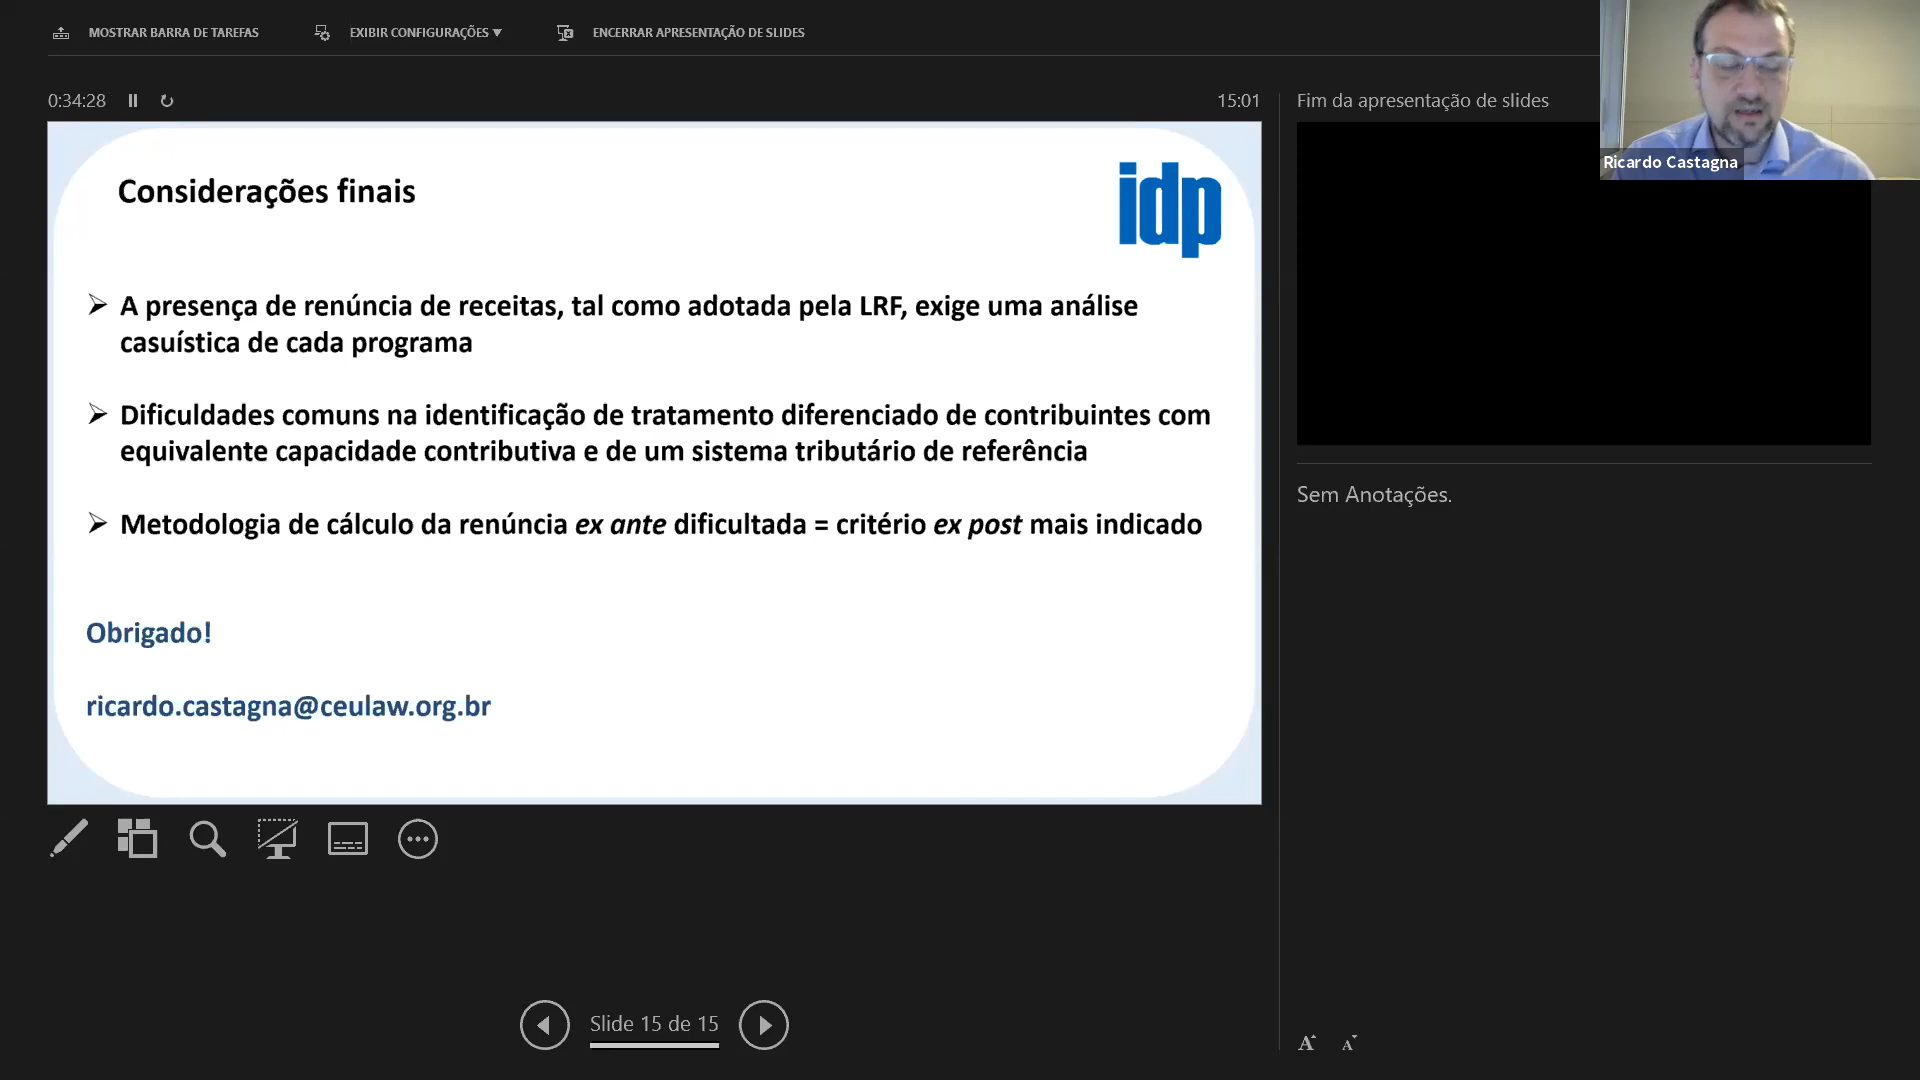 MOSTRAR BARRA DE TAREFAS
EXIBIR CONFIGURAÇÕES ▼
ENCERRAR APRESENTAÇÃO DE SLIDES
0:34:28
15:01
Fim da apresentação de slides
Ricardo Castagna
Considerações finais
idp
➢ A presença de renúncia de receitas, tal como adotada pela LRF, exige uma análise
casuística de cada programa
➢ Dificuldades comuns na identificação de tratamento diferenciado de contribuintes com
equivalente capacidade contributiva e de um sistema tributário de referência
➢ Metodologia de cálculo da renúncia ex ante dificultada = critério ex post mais indicado
Obrigado!
ricardo.castagna@ceulaw.org.br
Sem Anotações.
Slide 15 de 15
A A